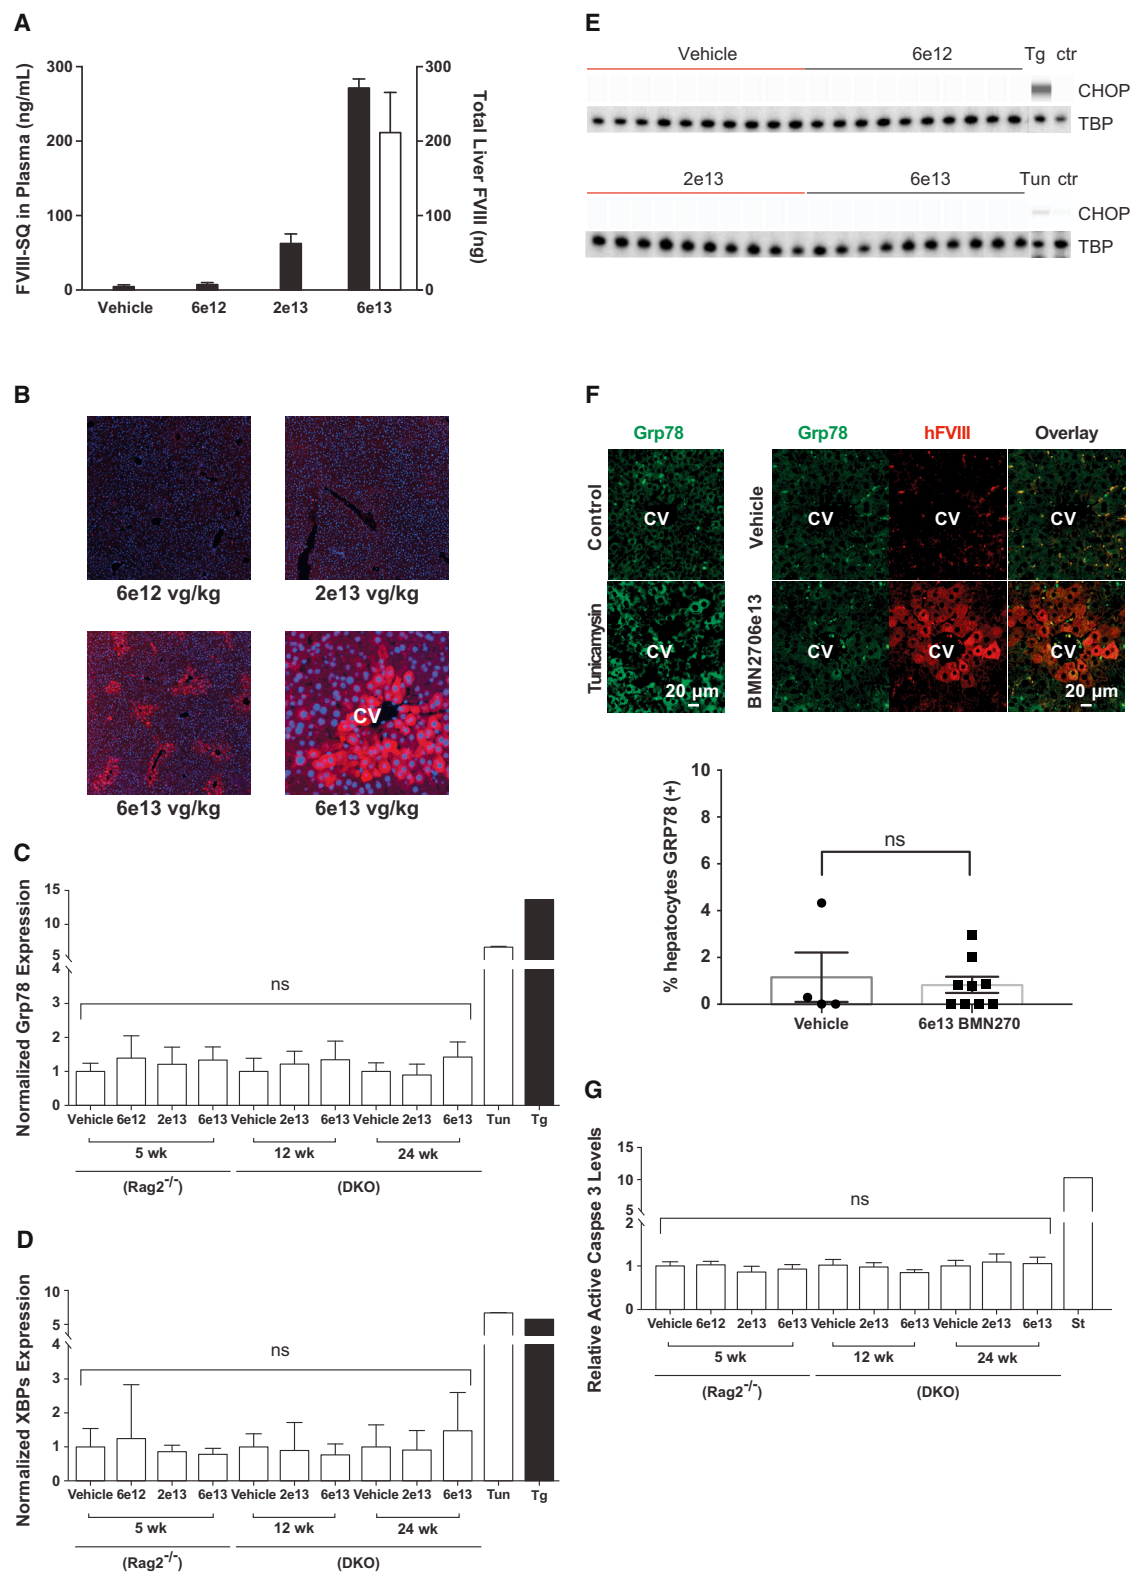 A
FVIII-SQ in Plasma (ng/mL)
300
200
100
0
300
200
100
0
Total Liver FVIII (ng)
Vehicle 6e12 2e13 6e13
B
6e12 vg/kg 2e13 vg/kg
CV
6e13 vg/kg 6e13 vg/kg
C
Normalized Grp78 Expression
15
10
5
4
3
2
1
0
ns
Vehicle 6e12 2e13 6e13 Vehicle 2e13 6e13 Vehicle 2e13 6e13 Tun Tg
5 wk 12 wk 24 wk
(Rag2-/-) (DKO)
D
Normalized XBPs Expression
10
5
0
4
3
2
1
0
ns
Vehicle 6e12 2e13 6e13 Vehicle 2e13 6e13 Vehicle 2e13 6e13 Tun Tg
5 wk 12 wk 24 wk
(Rag2-/-) (DKO)
E
Vehicle 6e12 Tg ctr
CHOP
TBP
2e13 6e13 Tun ctr
CHOP
TBP
F
Grp78 Grp78 hFVIII Overlay
Control
CV
Vehicle
CV CV CV
Tunicamysin
CV
20 µm
BMN2706e13
CV CV CV
20 µm
% hepatocytes GRP78 (+)
10
8
6
4
2
0
ns
Vehicle 6e13 BMN270
G
Relative Active Caspse 3 Levels
15
10
5
2
1
0
ns
Vehicle 6e12 2e13 6e13 Vehicle 2e13 6e13 Vehicle 2e13 6e13 St
5 wk 12 wk 24 wk
(Rag2-/-) (DKO)